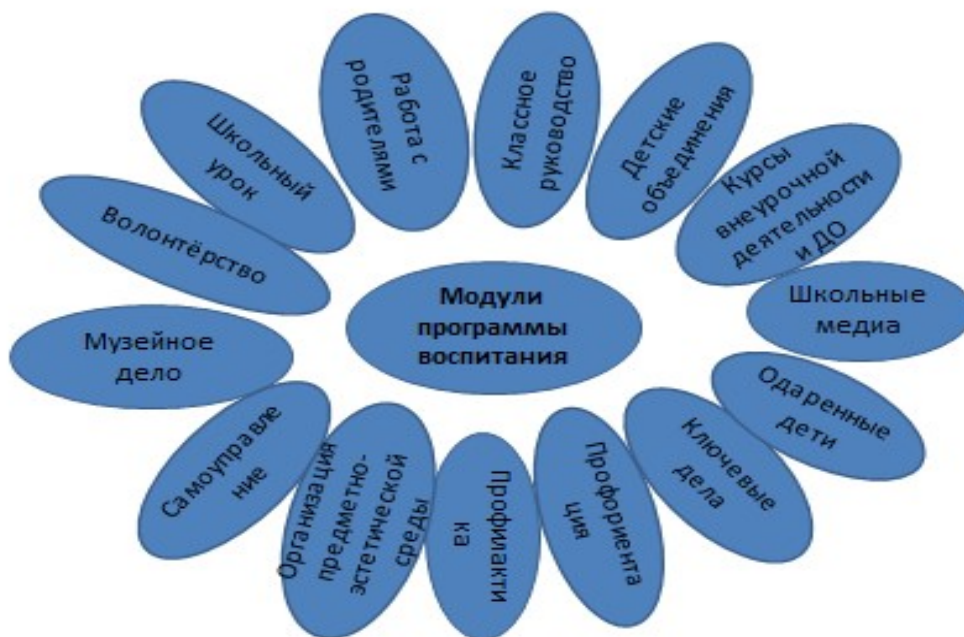 Модули
программы
воспитания
Работа с
родителями
Классное
руководство
Детские
объединения
Курсы
внеурочной
деятельности
и ДО
Школьные
медиа
Одаренные
дети
Ключевые
дела
Профориента
ция
Профилакти
ка
Организация
предметно-
эстетической
среды
Самоуправле
ние
Музейное
дело
Волонтёрство
Школьный
урок